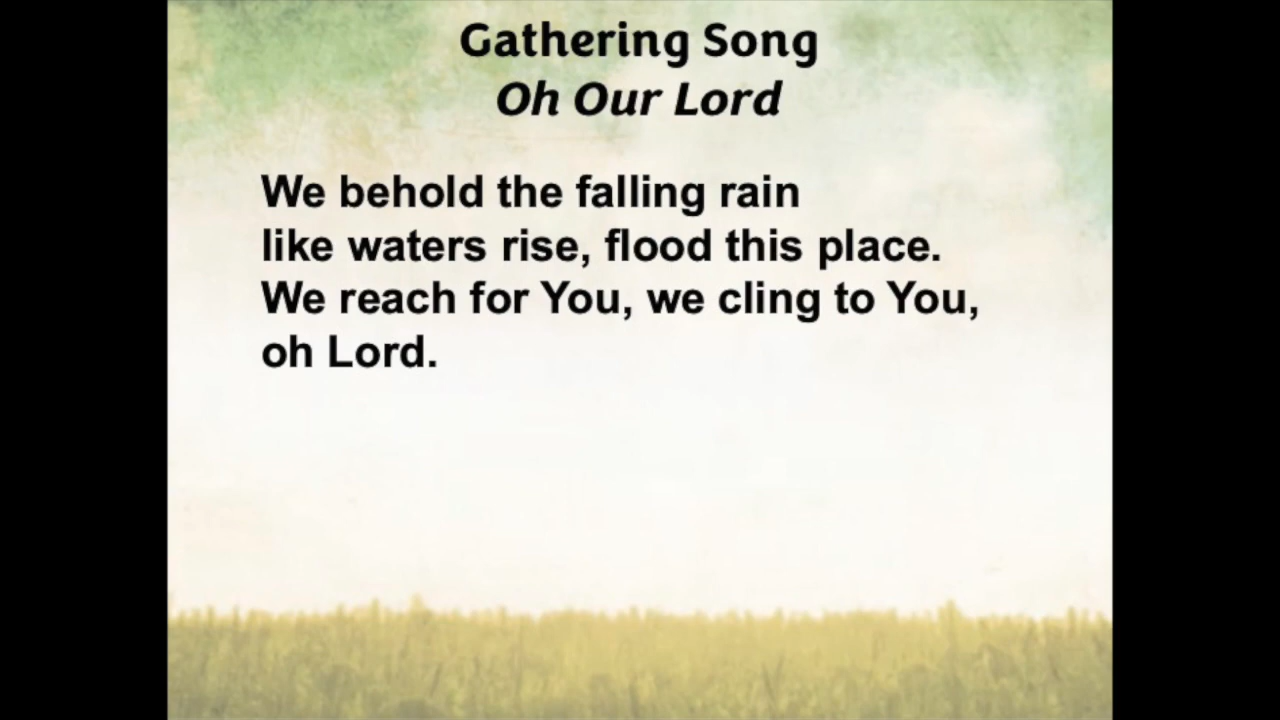 Gathering Song
Oh Our Lord
We behold the falling rain
like waters rise, flood this place.
We reach for You, we cling to You,
oh Lord.